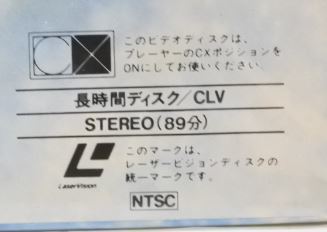 このビデオディスクは、
プレーヤーのCXポジションを
ONにしてお使いください。
長時間ディスク/CLV
STEREO(89分)
このマークは、
レーザービジョンディスクの
統一マークです。
LaserVision
NTSC